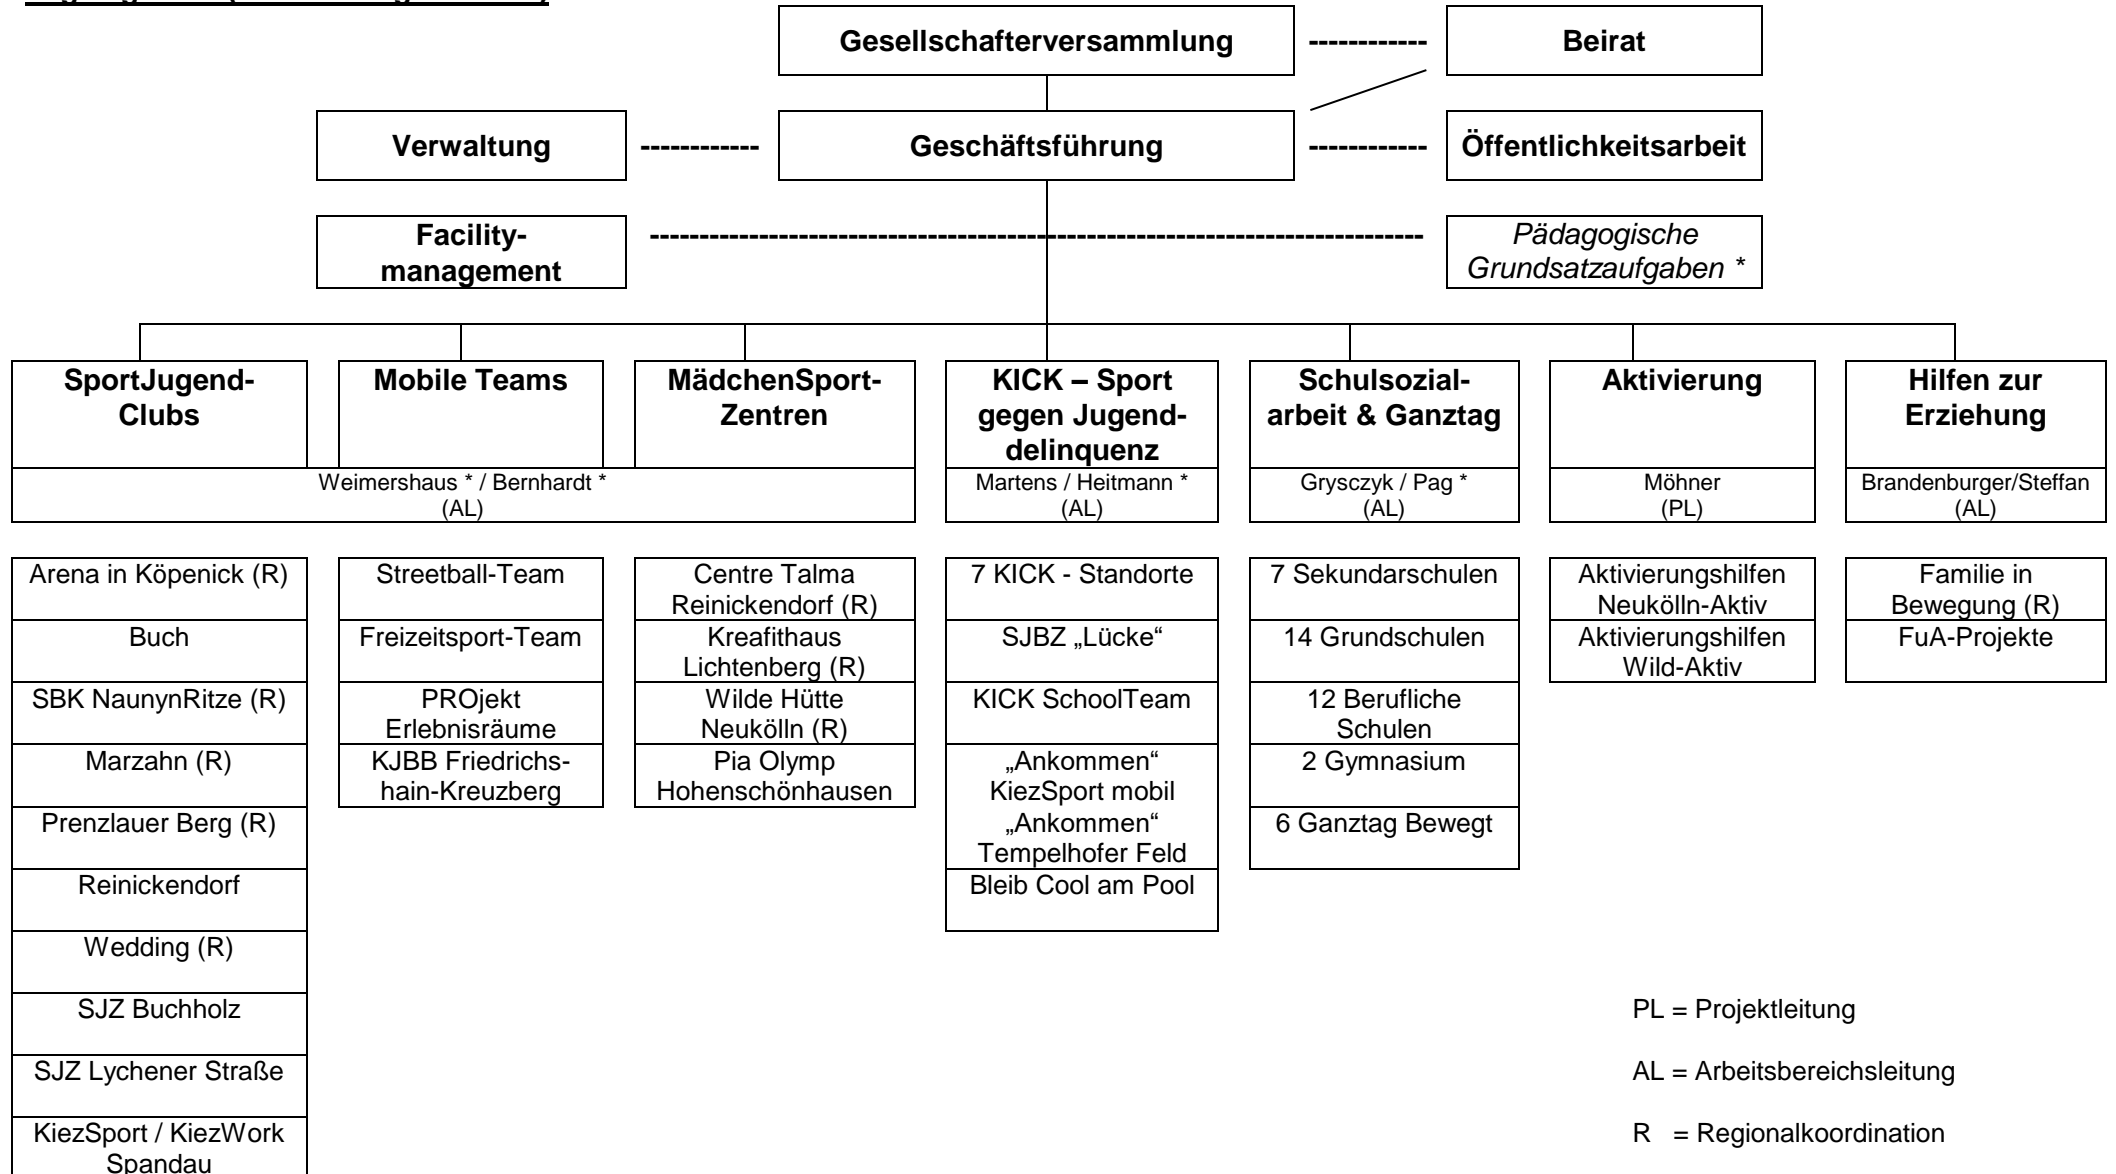 Gesellschafterversammlung ------------ Beirat
Verwaltung ------------ Geschäftsführung ------------ Öffentlichkeitsarbeit
Facility-
management
Pädagogische
Grundsatzaufgaben *
SportJugend-
Clubs
Mobile Teams
MädchenSport-
Zentren
KICK – Sport
gegen Jugend-
delinquenz
Schulsozial-
arbeit & Ganztag
Aktivierung
Hilfen zur
Erziehung
Weimershaus * / Bernhardt *
(AL)
Martens / Heitmann *
(AL)
Grysczyk / Pag *
(AL)
Möhner
(PL)
Brandenburger/Steffan
(AL)
Arena in Köpenick (R)
Buch
SBK NaunynRitze (R)
Marzahn (R)
Prenzlauer Berg (R)
Reinickendorf
Wedding (R)
SJZ Buchholz
SJZ Lychener Straße
KiezSport / KiezWork
Spandau
Streetball-Team
Freizeitsport-Team
PROjekt
Erlebnisräume
KJBB Friedrichs-
hain-Kreuzberg
Centre Talma
Reinickendorf (R)
Kreafithaus
Lichtenberg (R)
Wilde Hütte
Neukölln (R)
Pia Olymp
Hohenschönhausen
7 KICK - Standorte
SJBZ „Lücke“
KICK SchoolTeam
„Ankommen“
KiezSport mobil
„Ankommen“
Tempelhofer Feld
Bleib Cool am Pool
7 Sekundarschulen
14 Grundschulen
12 Berufliche
Schulen
2 Gymnasium
6 Ganztag Bewegt
Aktivierungshilfen
Neukölln-Aktiv
Aktivierungshilfen
Wild-Aktiv
Familie in
Bewegung (R)
FuA-Projekte
PL = Projektleitung
AL = Arbeitsbereichsleitung
R = Regionalkoordination